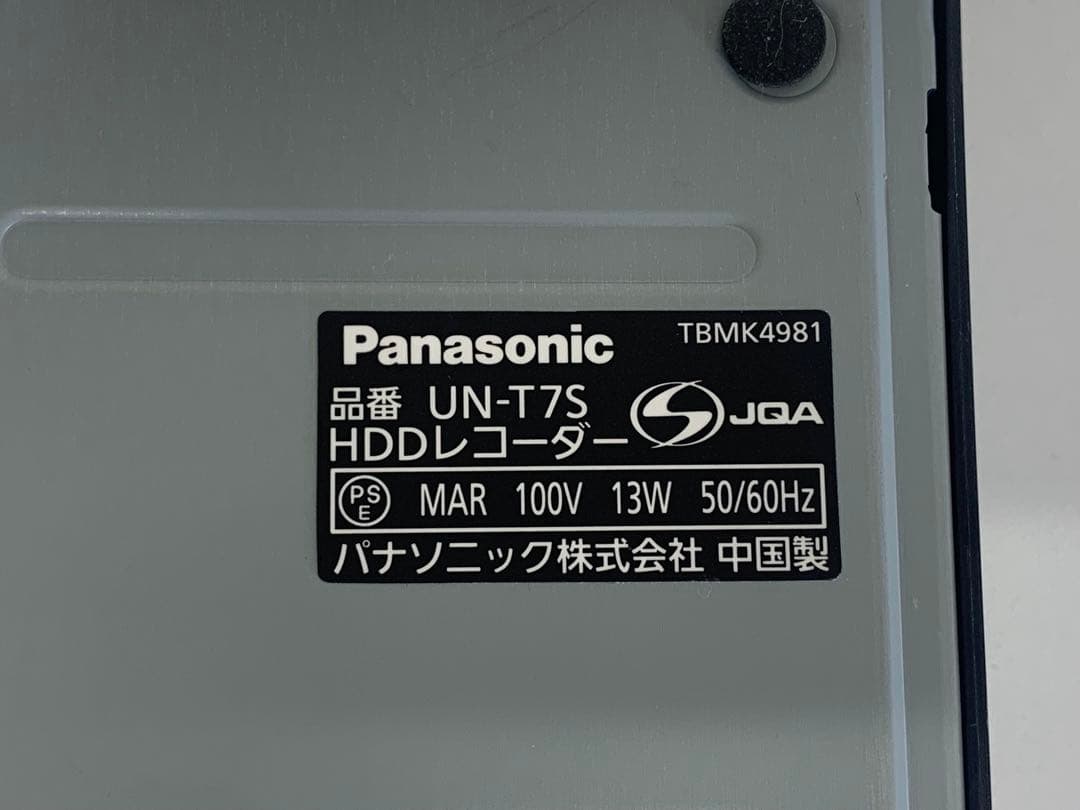 Panasonic TBMK4981
品番 UN-T7S JQA
HDDレコーダー
PSE MAR 100V 13W 50/60Hz
パナソニック株式会社 中国製